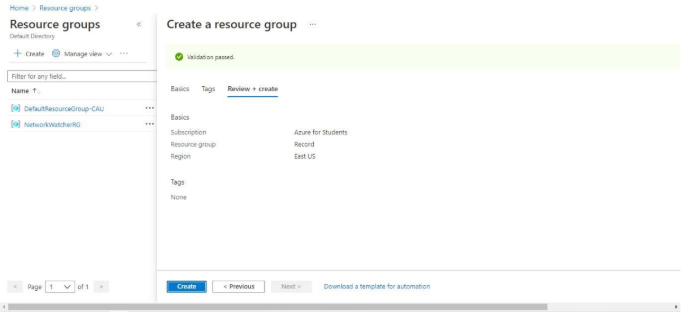 Home > Resource groups >
Resource groups «
Default Directory
+ Create Manage view ...
Filter for any field...
Name ↑↓
DefaultResourceGroup-CAU ...
NetworkWatcherRG ...
< Page 1 of 1 >
Create a resource group ...
Validation passed.
Basics Tags Review + create
Basics
Subscription Azure for Students
Resource group Record
Region East US
Tags
None
Create < Previous Next > Download a template for automation